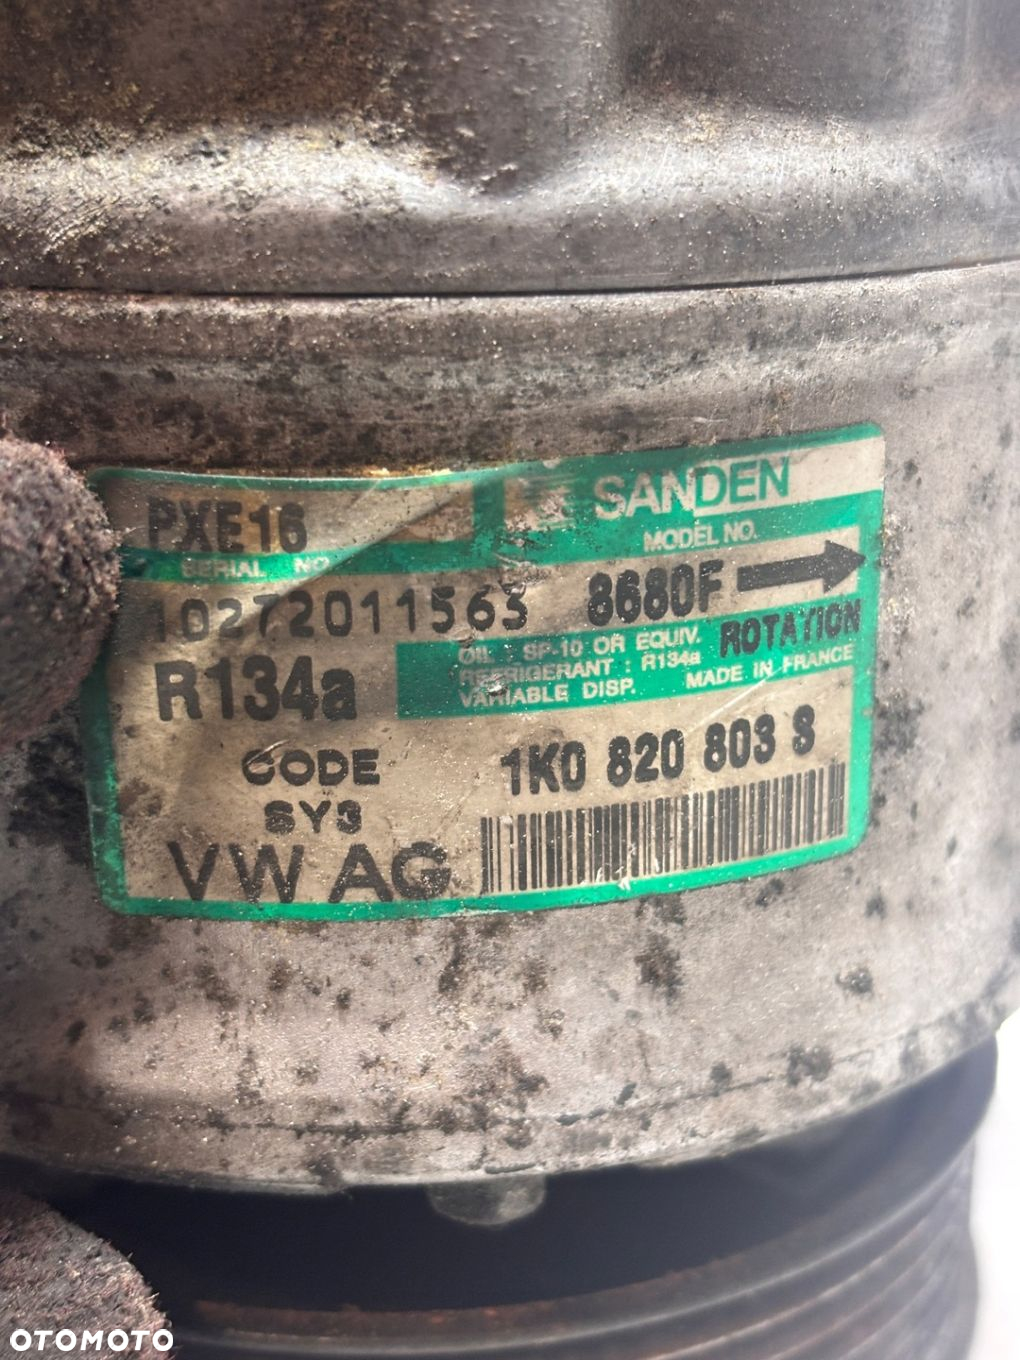 PXE16
SANDEN
MODEL NO.
SERIAL NO
10272011563 8680F
ROTATION
R134a
OIL : SP-10 OR EQUIV.
REFRIGERANT : R134a
VARIABLE DISP. MADE IN FRANCE
CODE
SY3
1K0 820 803 S
VW AG
OTOMOTO